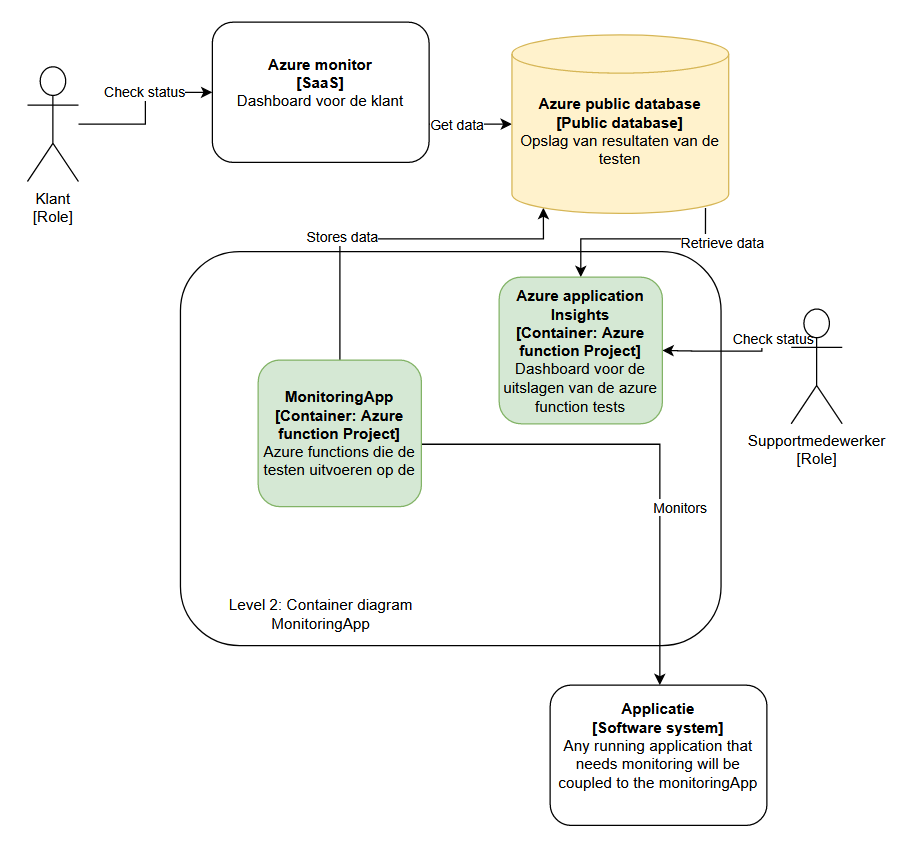 Azure monitor
[SaaS]
Dashboard voor de klant
Check status
Klant
[Role]
Get data
Azure public database
[Public database]
Opslag van resultaten van de
testen
Stores data
Retrieve data
Azure application
Insights
[Container: Azure
function Project]
Dashboard voor de
uitslagen van de azure
function tests
Check status
Supportmedewerker
[Role]
MonitoringApp
[Container: Azure
function Project]
Azure functions die de
testen uitvoeren op de
Monitors
Level 2: Container diagram
MonitoringApp
Applicatie
[Software system]
Any running application that
needs monitoring will be
coupled to the monitoringApp